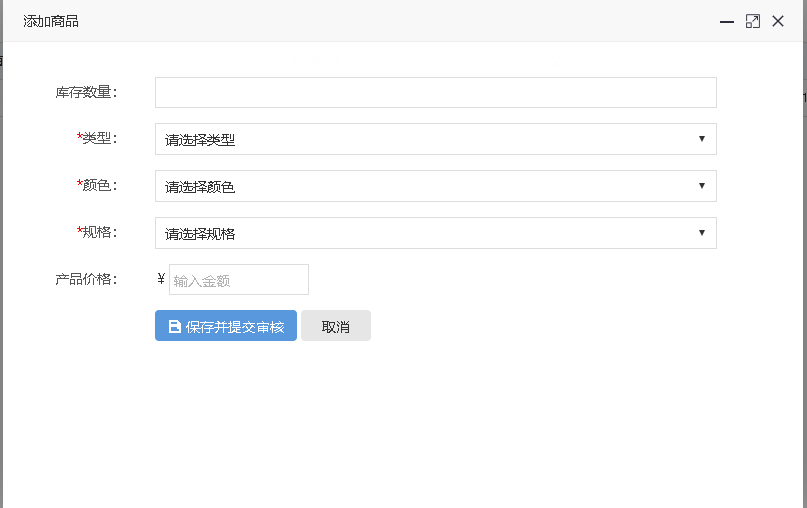 添加商品
库存数量：
*类型： 请选择类型
*颜色： 请选择颜色
*规格： 请选择规格
产品价格： ¥ 输入金额
保存并提交审核 取消